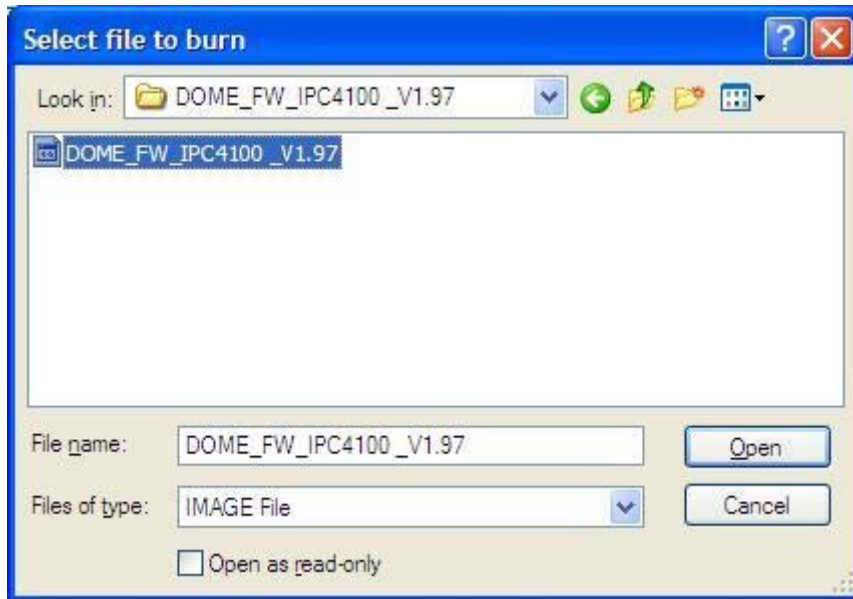 Select file to burn
Look in: DOME_FW_IPC4100 _V1.97
DOME_FW_IPC4100 _V1.97
File name: DOME_FW_IPC4100 _V1.97 Open
Files of type: IMAGE File Cancel
Open as read-only